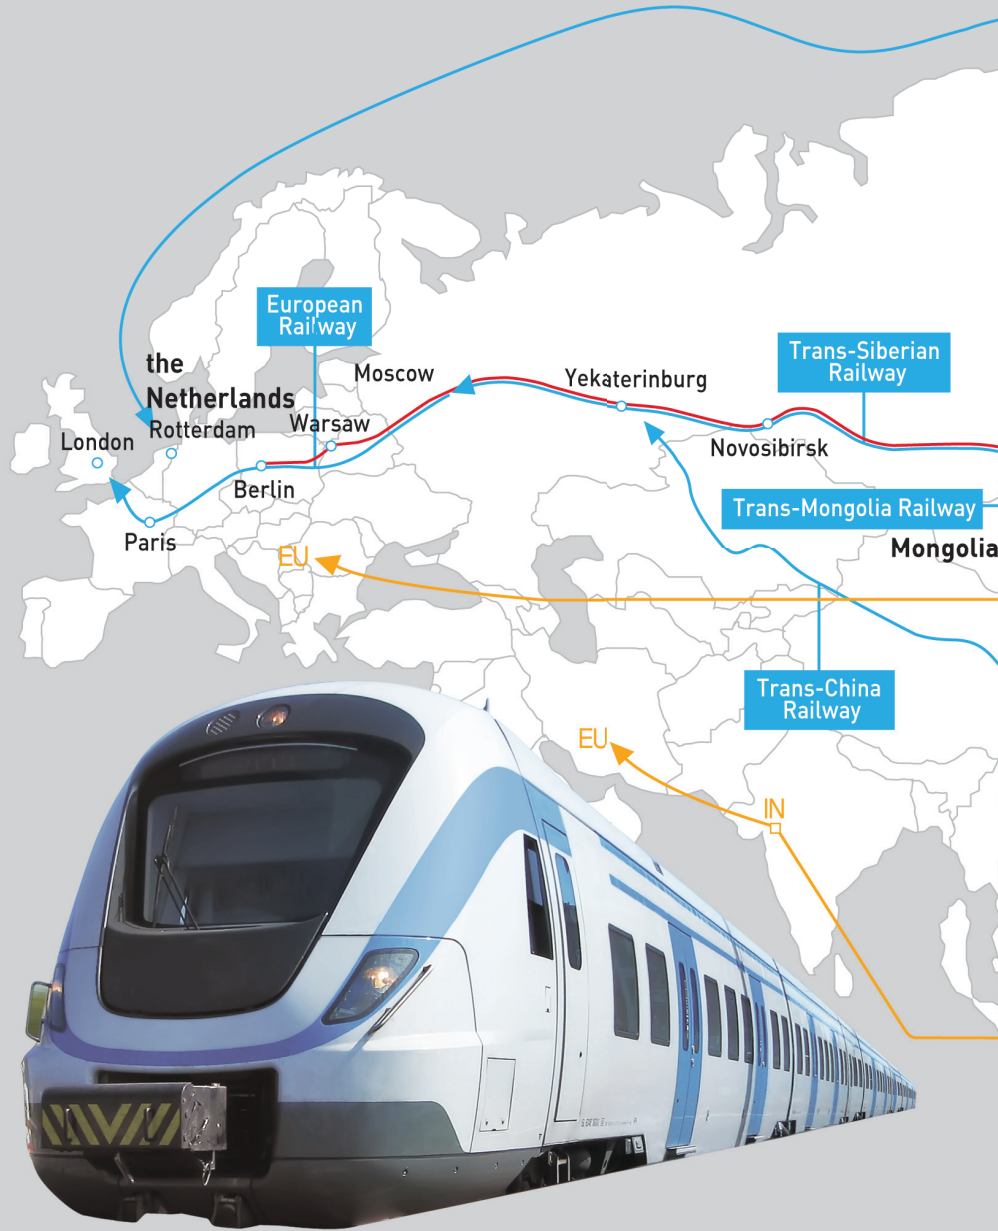 European
Railway
the
Netherlands
Moscow
Yekaterinburg
Trans-Siberian
Railway
London
Rotterdam
Warsaw
Novosibirsk
Berlin
Trans-Mongolia Railway
Paris
Mongolia
EU
Trans-China
Railway
EU
IN